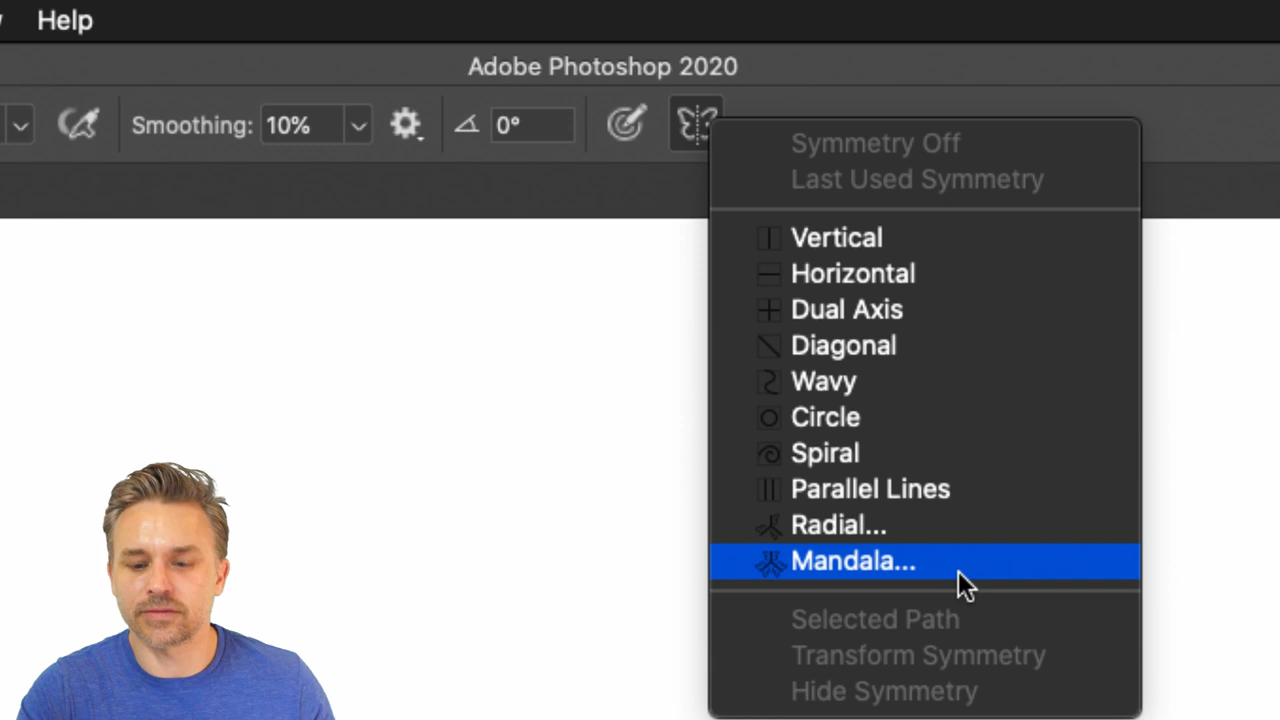 Help
Adobe Photoshop 2020
Smoothing: 10% 0°
Symmetry Off
Last Used Symmetry
Vertical
Horizontal
Dual Axis
Diagonal
Wavy
Circle
Spiral
Parallel Lines
Radial...
Mandala...
Selected Path
Transform Symmetry
Hide Symmetry